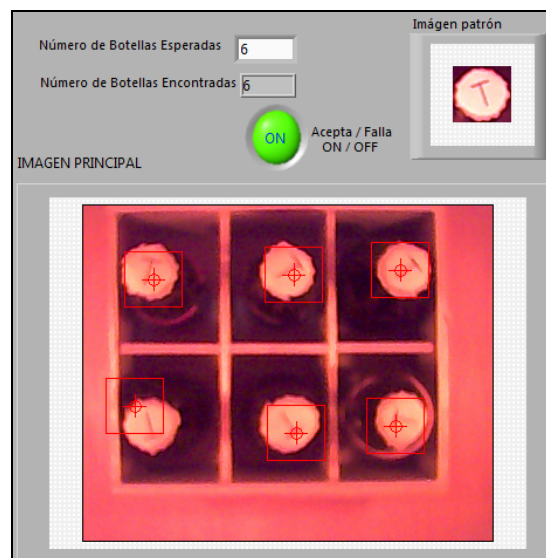 Imágen patrón
Número de Botellas Esperadas 6
Número de Botellas Encontradas 6
ON
Acepta / Falla
ON / OFF
IMAGEN PRINCIPAL
T